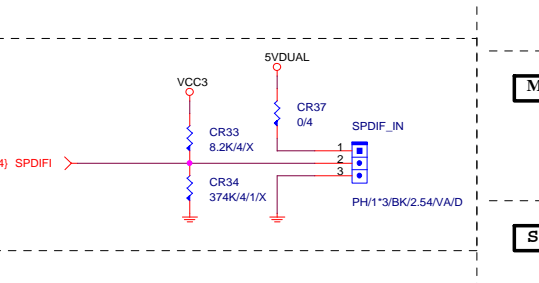 5VDUAL
VCC3
CR37
0/4
SPDIF_IN
CR33
8.2K/4/X
1
2
3
4} SPDIFI
CR34
374K/4/1/X
PH/1*3/BK/2.54/VA/D
M
S